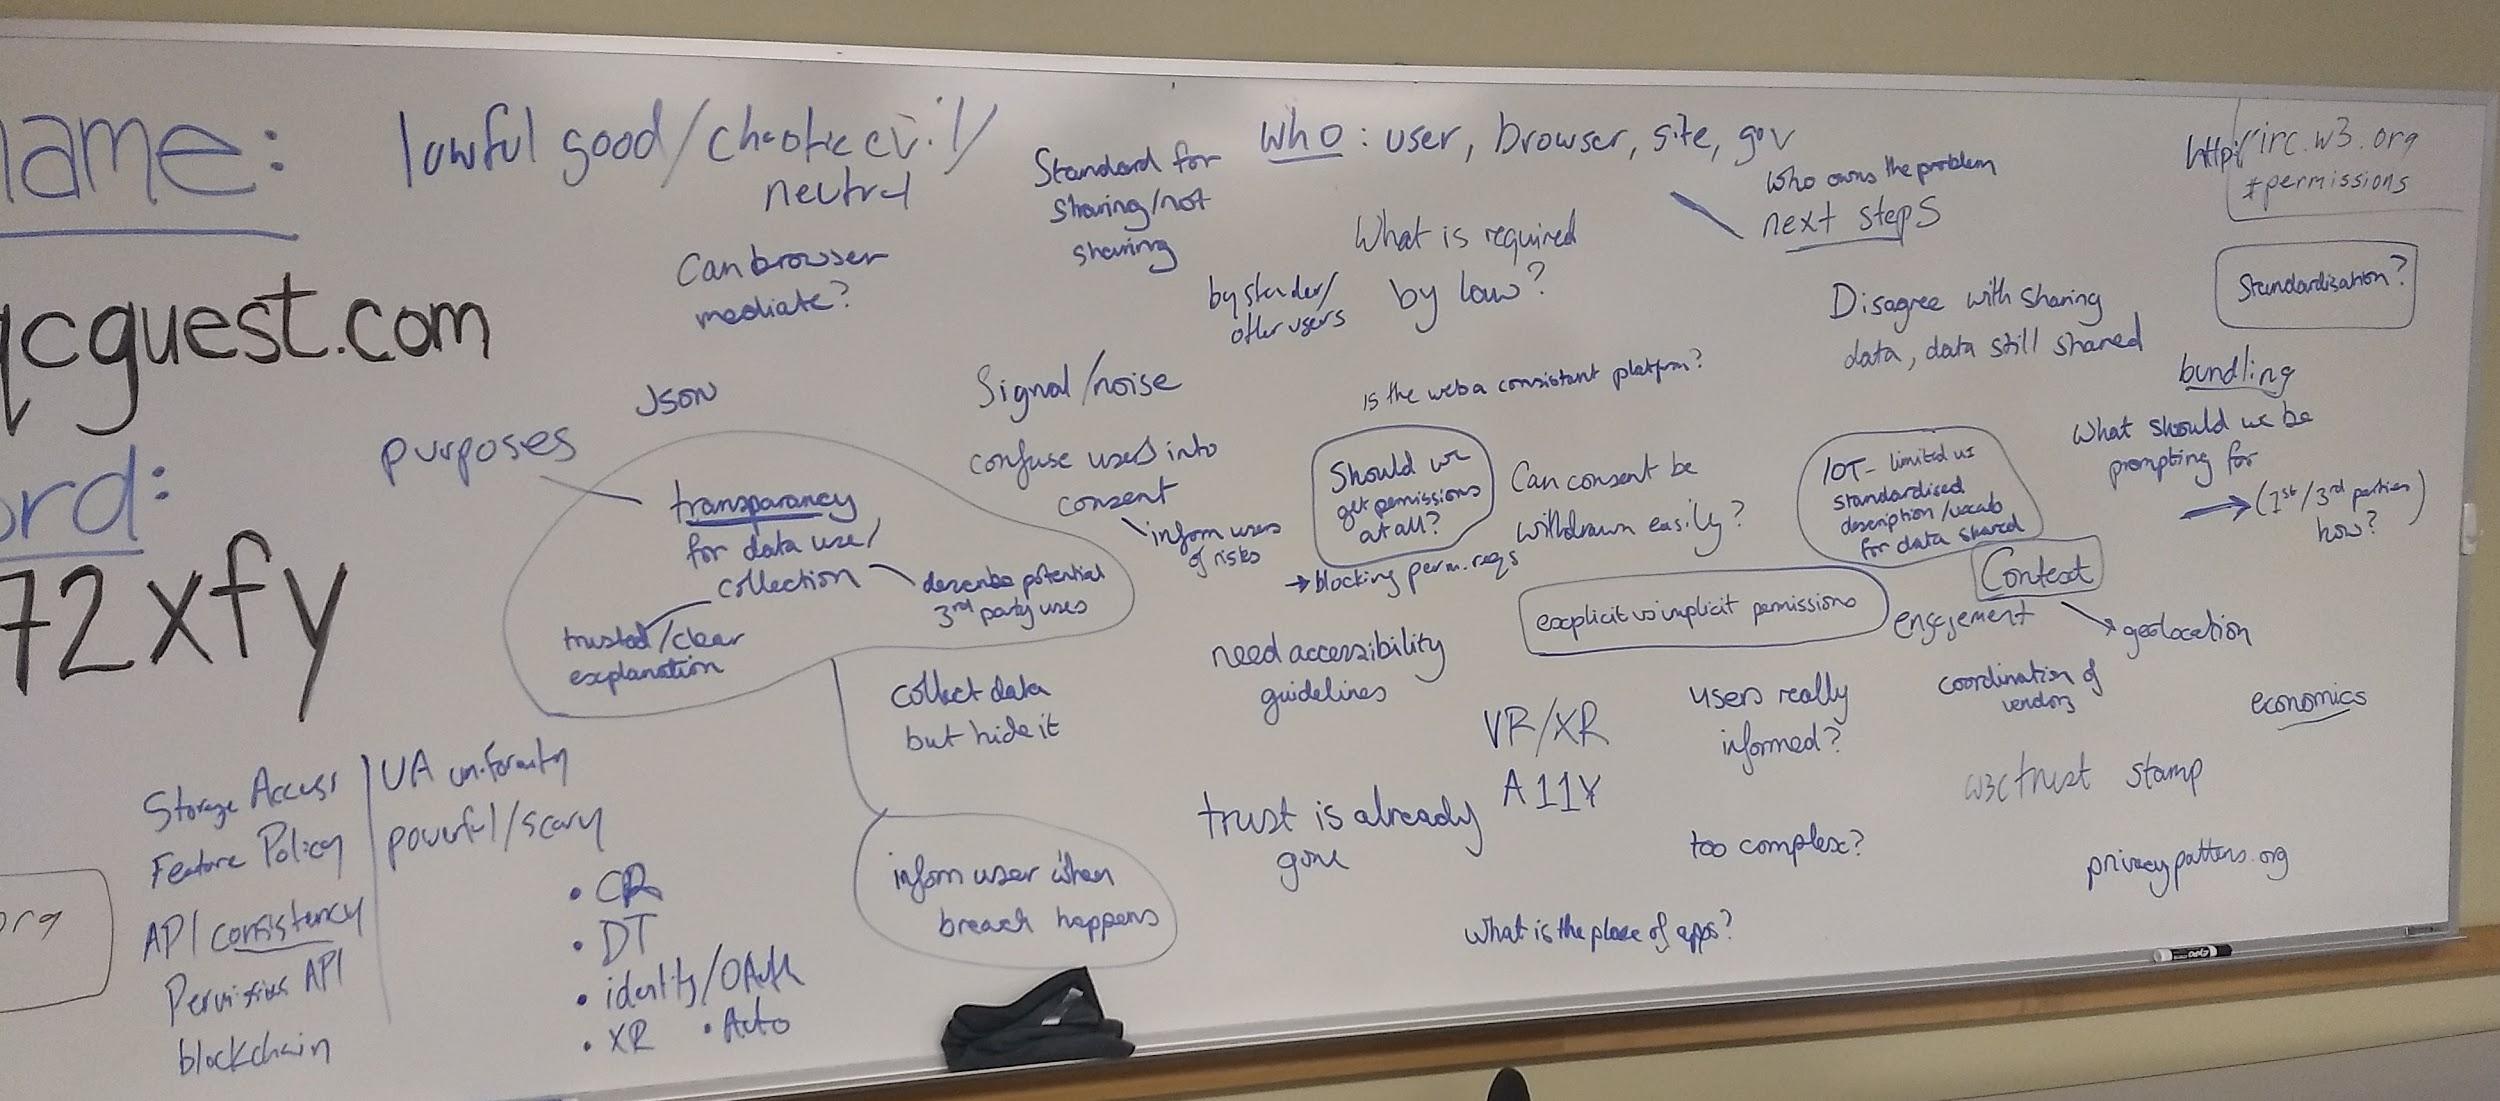 name:
lawful good/chaotic evil/
neutral
Standard for
sharing/not
sharing
who: user, browser, site, gov
who owns the problem
next steps
http://irc.w3.org
#permissions
Can browser
mediate?
What is required
by law?
bystander/
other users
Disagree with sharing
data, data still shared
Standardisation?
qcguest.com
Json
purposes
Signal/noise
confuse users into
consent
inform users
of risks
is the web a consistant platform?
bundling
What should we be
prompting for
(1st/3rd parties)
how?
transparancy
for data use/
collection
describe potential
3rd party uses
trusted/clear
explanation
Should we
get permissions
at all?
→ blocking perm. reqs
Can consent be
withdrawn easily?
IOT- limited UI
standardised
description/vocab
for data shared
Context
geolocation
explicit vs implicit permissions
engagement
ord:
72xfy
need accessibility
guidelines
collect data
but hide it
VR/XR
A11Y
users really
informed?
coordination of
vendors
economics
w3c trust stamp
Storage Access
Feature Policy
API consistency
Permissions API
blockchain
UA uniformity
powerful/scary
• CR
• DT
• identity/OAuth
• XR • Auto
inform user when
breach happens
trust is already
gone
too complex?
privacypatterns.org
What is the place of apps?
org